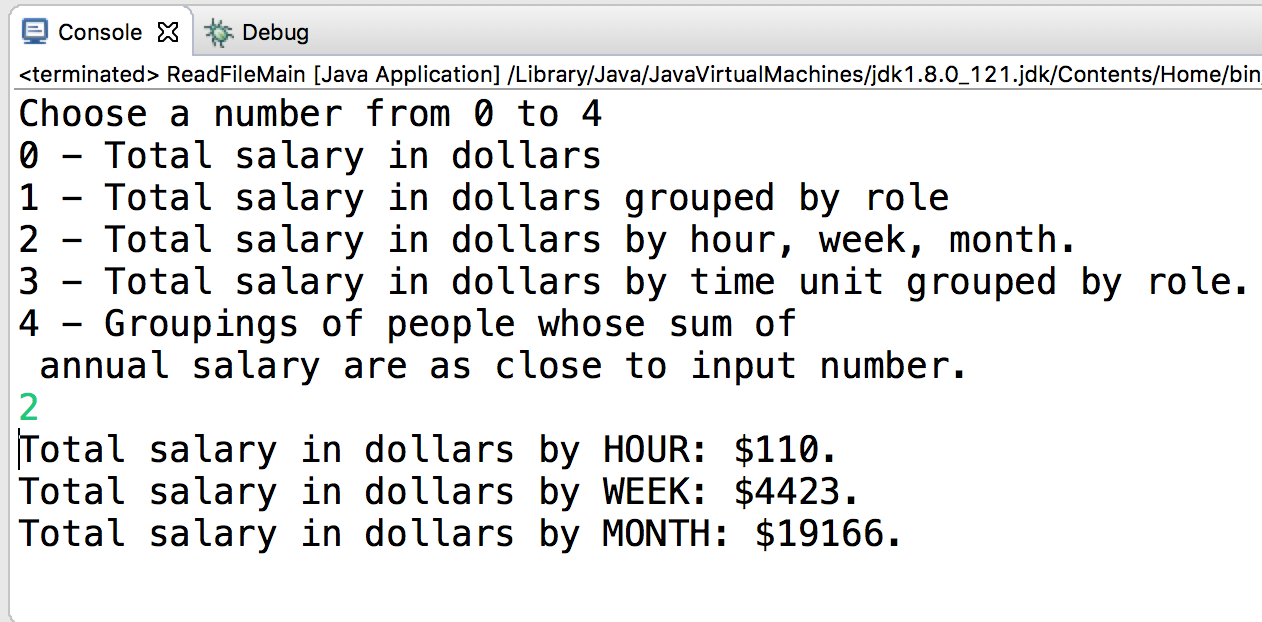 Console Debug
<terminated> ReadFileMain [Java Application] /Library/Java/JavaVirtualMachines/jdk1.8.0_121.jdk/Contents/Home/bin
Choose a number from 0 to 4
0 – Total salary in dollars
1 – Total salary in dollars grouped by role
2 – Total salary in dollars by hour, week, month.
3 – Total salary in dollars by time unit grouped by role.
4 – Groupings of people whose sum of
annual salary are as close to input number.
2
Total salary in dollars by HOUR: $110.
Total salary in dollars by WEEK: $4423.
Total salary in dollars by MONTH: $19166.